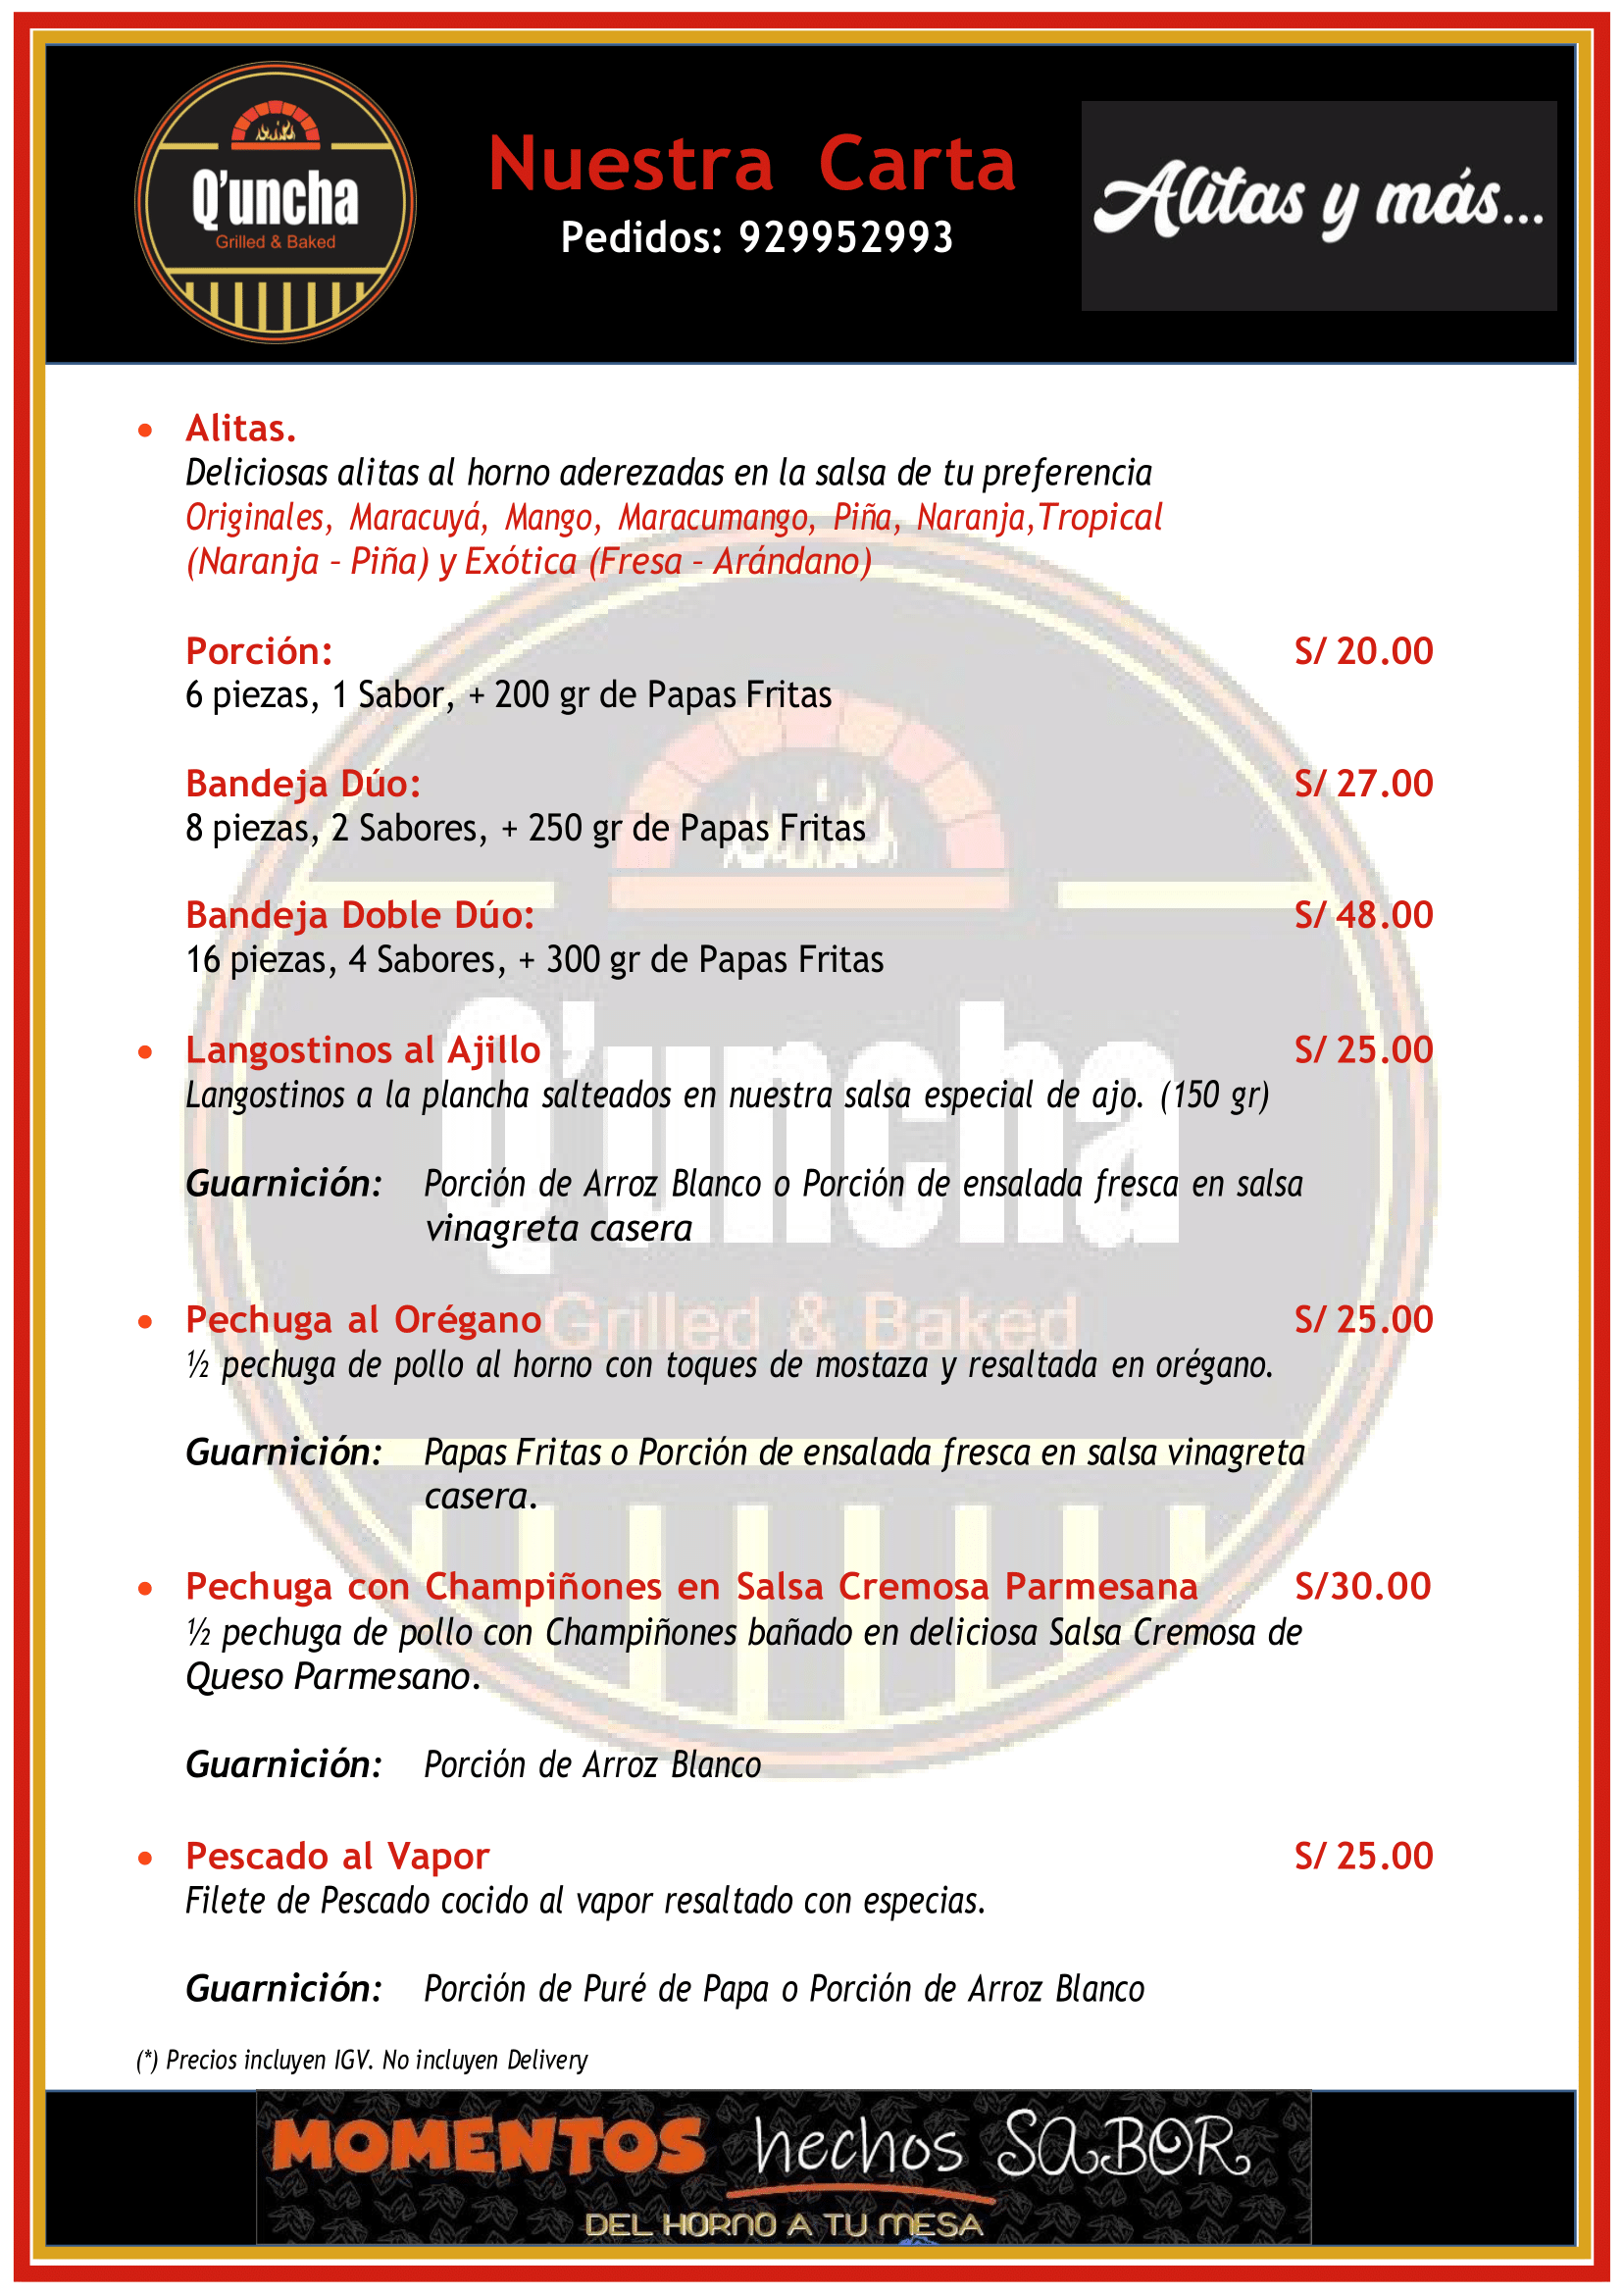 Q'uncha
Grilled & Baked
Nuestra Carta
Pedidos: 929952993
Alitas y más...
• Alitas.
Deliciosas alitas al horno aderezadas en la salsa de tu preferencia
Originales, Maracuyá, Mango, Maracumango, Piña, Naranja,Tropical
(Naranja – Piña) y Exótica (Fresa – Arándano)
Porción: S/ 20.00
6 piezas, 1 Sabor, + 200 gr de Papas Fritas
Bandeja Dúo: S/ 27.00
8 piezas, 2 Sabores, + 250 gr de Papas Fritas
Bandeja Doble Dúo: S/ 48.00
16 piezas, 4 Sabores, + 300 gr de Papas Fritas
• Langostinos al Ajillo S/ 25.00
Langostinos a la plancha salteados en nuestra salsa especial de ajo. (150 gr)
Guarnición: Porción de Arroz Blanco o Porción de ensalada fresca en salsa
vinagreta casera
• Pechuga al Orégano S/ 25.00
½ pechuga de pollo al horno con toques de mostaza y resaltada en orégano.
Guarnición: Papas Fritas o Porción de ensalada fresca en salsa vinagreta
casera.
• Pechuga con Champiñones en Salsa Cremosa Parmesana S/30.00
½ pechuga de pollo con Champiñones bañado en deliciosa Salsa Cremosa de
Queso Parmesano.
Guarnición: Porción de Arroz Blanco
• Pescado al Vapor S/ 25.00
Filete de Pescado cocido al vapor resaltado con especias.
Guarnición: Porción de Puré de Papa o Porción de Arroz Blanco
(*) Precios incluyen IGV. No incluyen Delivery
Q'uncha
Grilled & Baked
MOMENTOS hechos SABOR
DEL HORNO A TU MESA